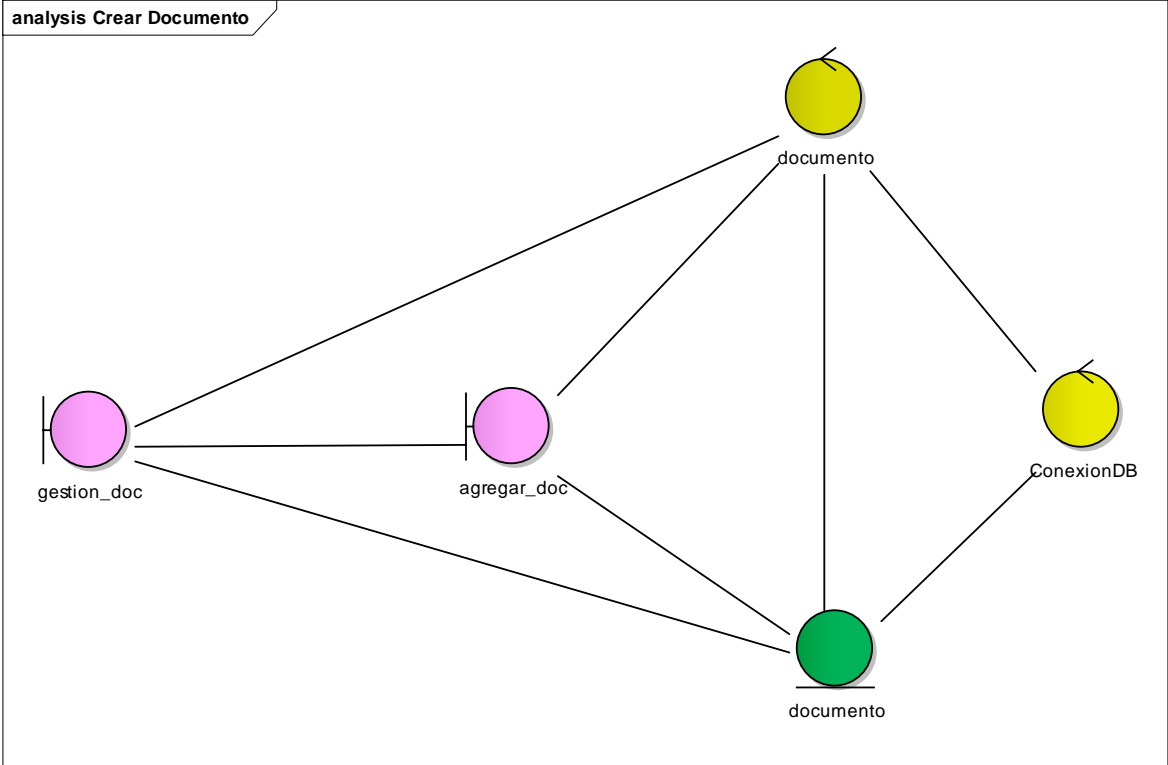 analysis Crear Documento
documento
gestion_doc
agregar_doc
ConexionDB
documento